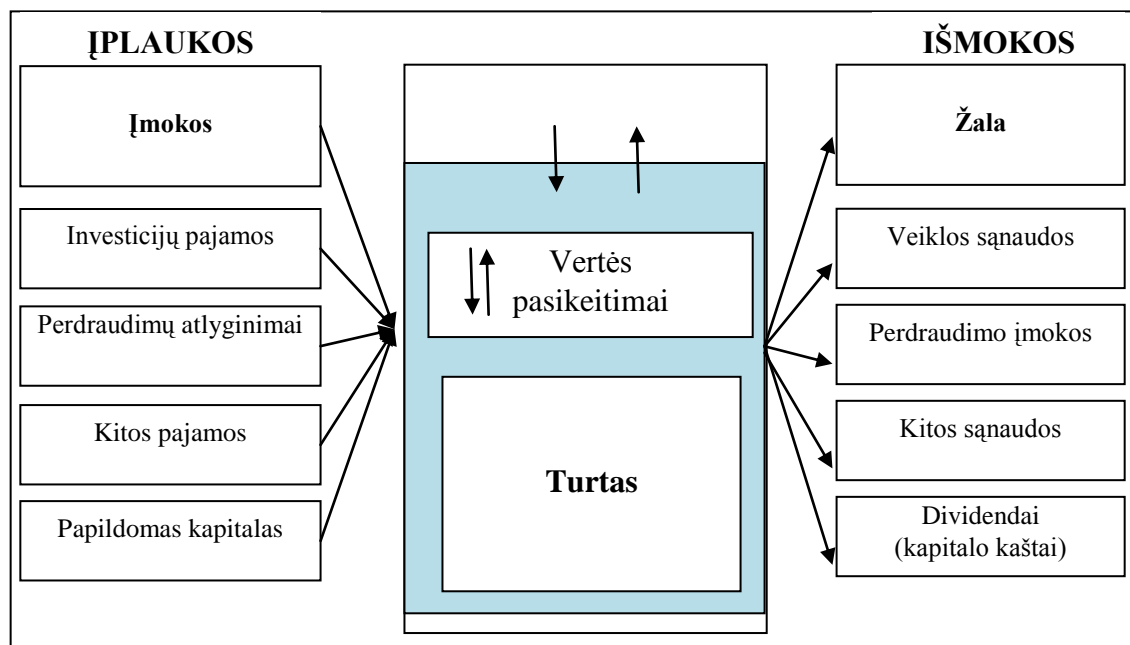 ĮPLAUKOS
Įmokos
Investicijų pajamos
Perdraudimų atlyginimai
Kitos pajamos
Papildomas kapitalas
Vertės
pasikeitimai
Turtas
IŠMOKOS
Žala
Veiklos sąnaudos
Perdraudimo įmokos
Kitos sąnaudos
Dividendai
(kapitalo kaštai)